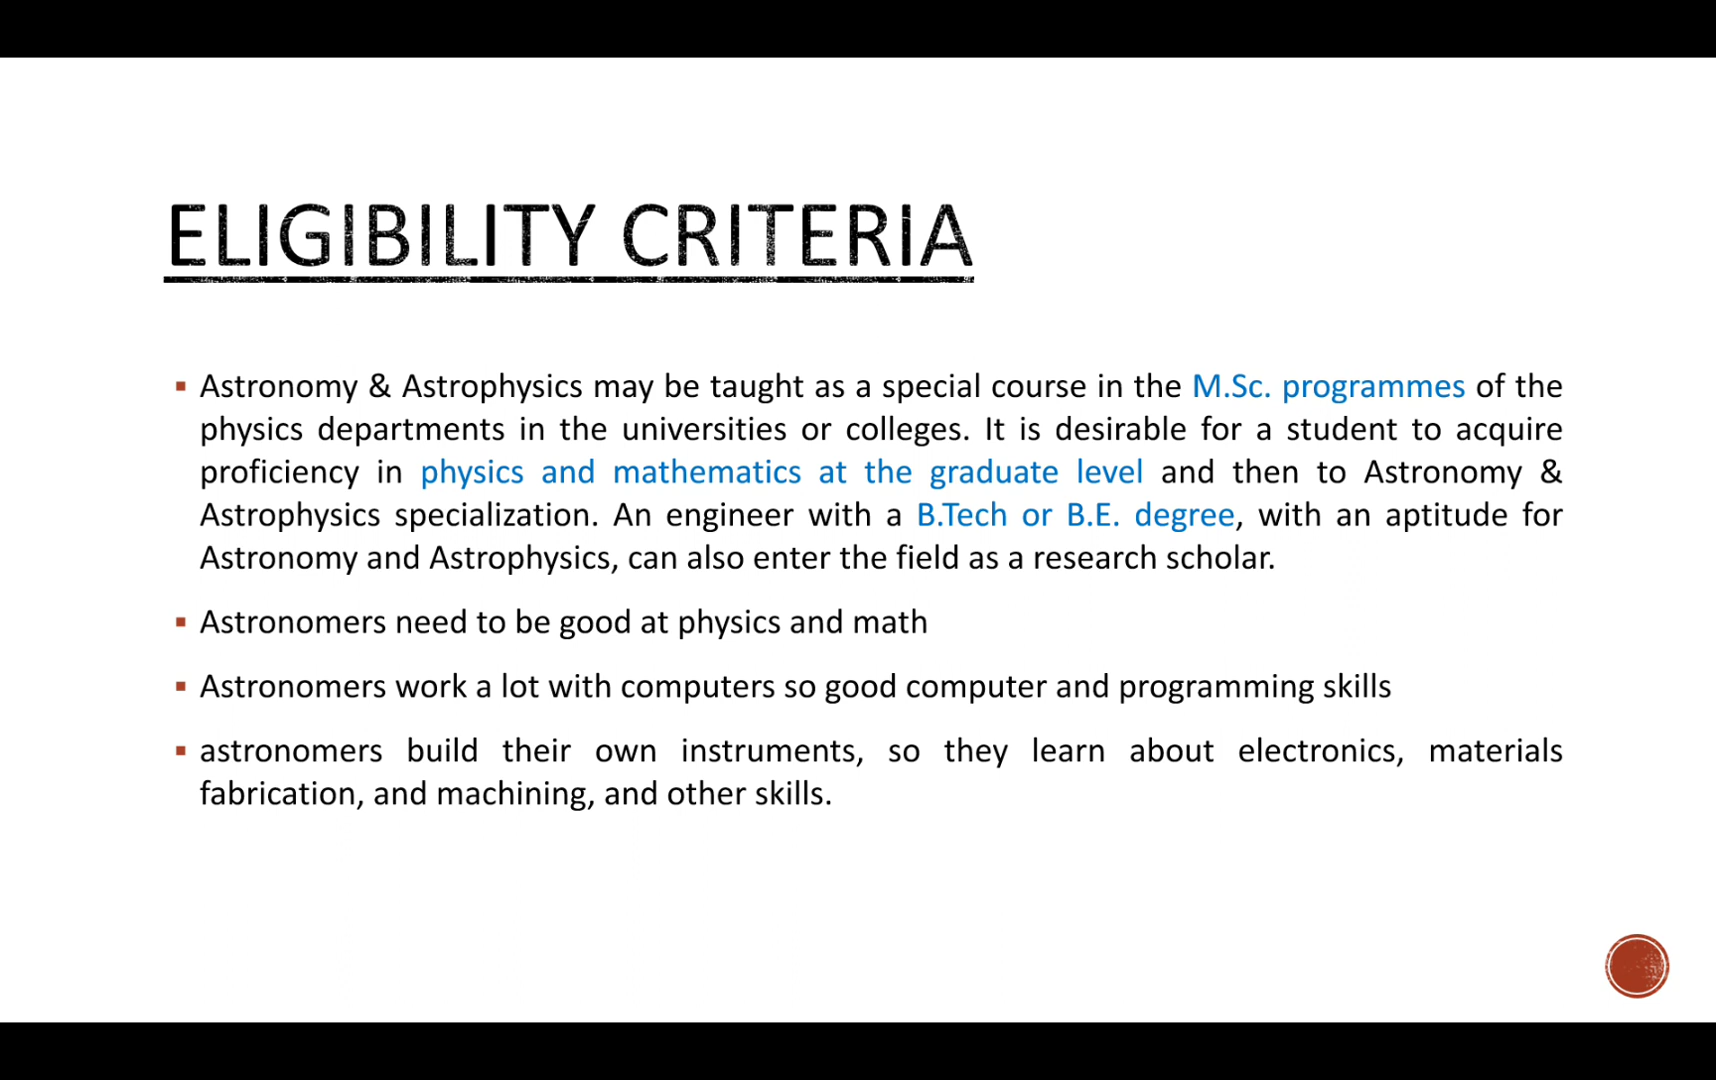 ELIGIBILITY CRITERIA
▪ Astronomy & Astrophysics may be taught as a special course in the M.Sc. programmes of the
physics departments in the universities or colleges. It is desirable for a student to acquire
proficiency in physics and mathematics at the graduate level and then to Astronomy &
Astrophysics specialization. An engineer with a B.Tech or B.E. degree, with an aptitude for
Astronomy and Astrophysics, can also enter the field as a research scholar.
▪ Astronomers need to be good at physics and math
▪ Astronomers work a lot with computers so good computer and programming skills
▪ astronomers build their own instruments, so they learn about electronics, materials
fabrication, and machining, and other skills.